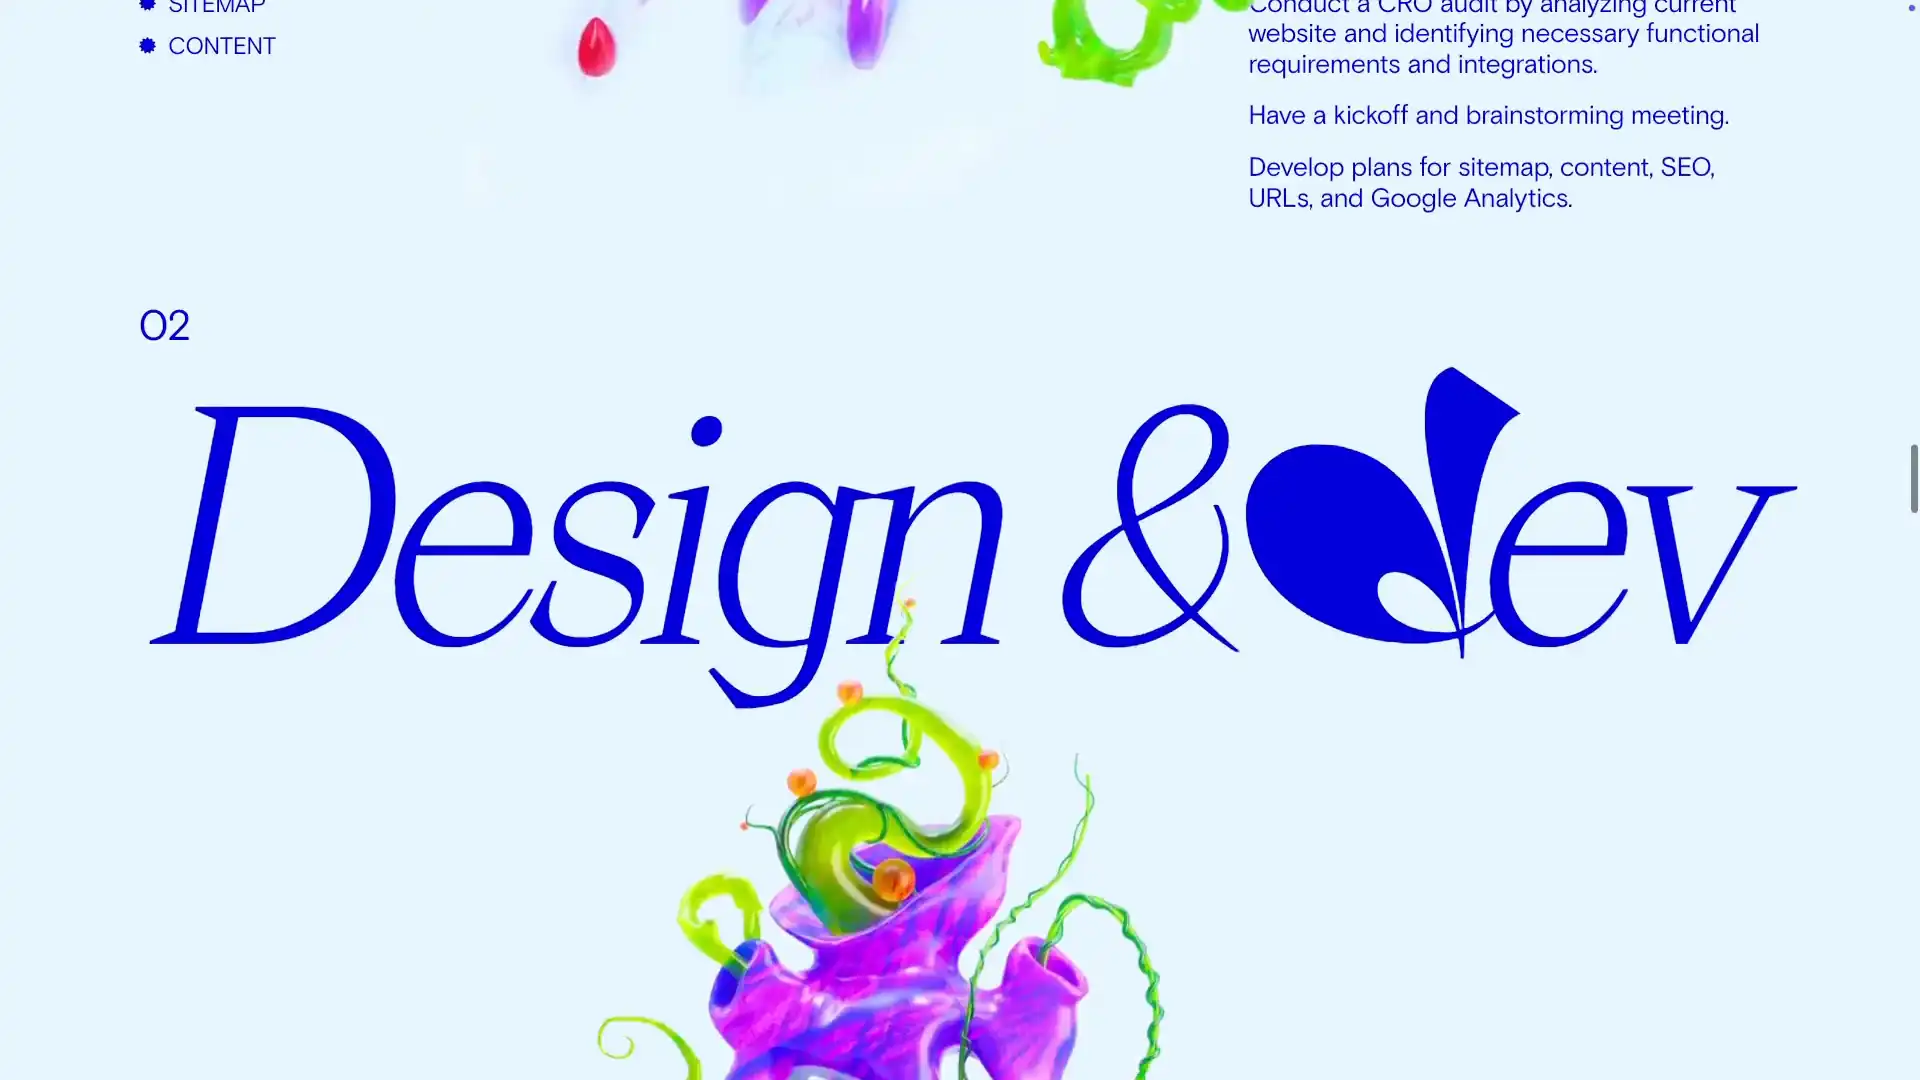 SITEMAP
CONTENT
Conduct a CRO audit by analyzing current
website and identifying necessary functional
requirements and integrations.
Have a kickoff and brainstorming meeting.
Develop plans for sitemap, content, SEO,
URLs, and Google Analytics.
02
Design & dev